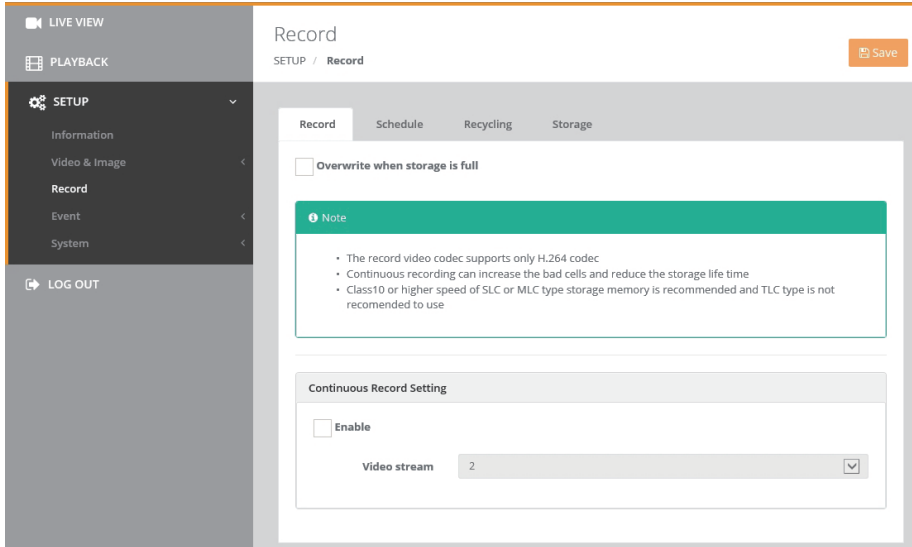 LIVE VIEW
PLAYBACK
SETUP
Information
Video & Image
Record
Event
System
LOG OUT
Record
SETUP / Record
Save
Record Schedule Recycling Storage
Overwrite when storage is full
Note
• The record video codec supports only H.264 codec
• Continuous recording can increase the bad cells and reduce the storage life time
• Class10 or higher speed of SLC or MLC type storage memory is recommended and TLC type is not
recomended to use
Continuous Record Setting
Enable
Video stream 2